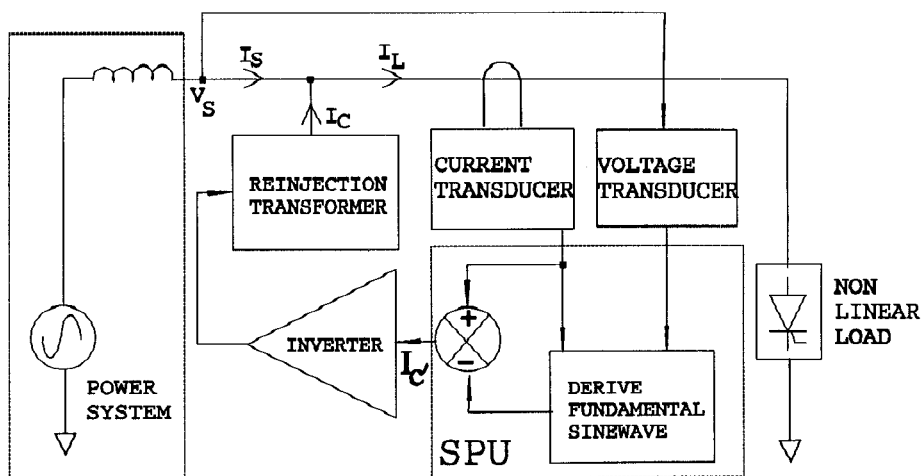 I_S
I_L
V_S
I_C
REINJECTION
TRANSFORMER
CURRENT
TRANSDUCER
VOLTAGE
TRANSDUCER
+
−
INVERTER
I_C'
DERIVE
FUNDAMENTAL
SINEWAVE
SPU
NON
LINEAR
LOAD
POWER
SYSTEM